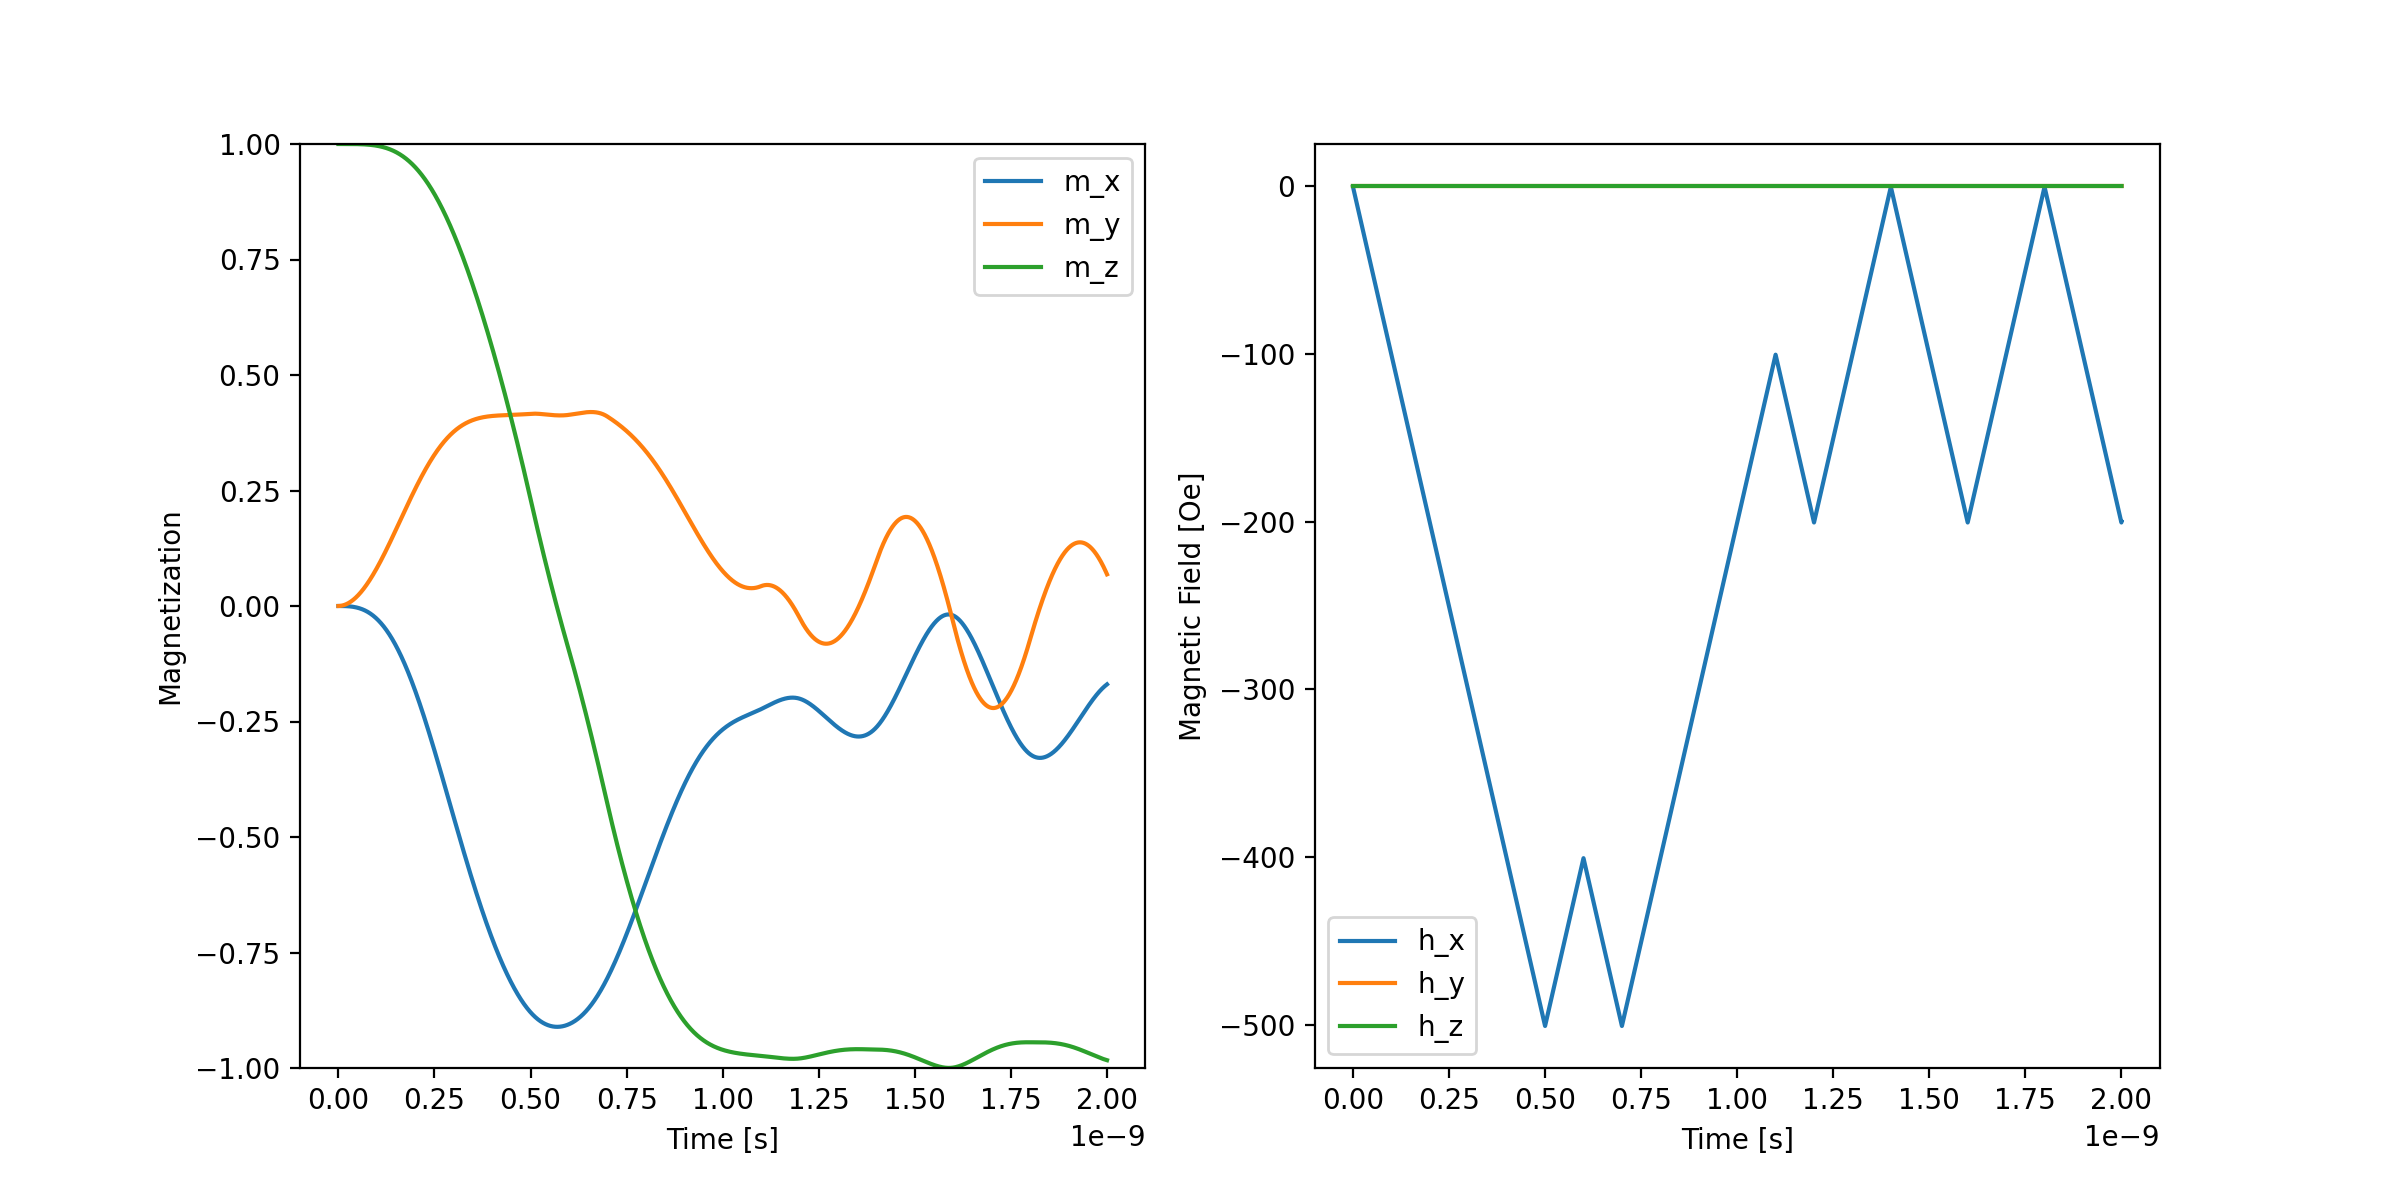 Magnetization
1.00
0.75
0.50
0.25
0.00
−0.25
−0.50
−0.75
−1.00
m_x
m_y
m_z
0.00 0.25 0.50 0.75 1.00 1.25 1.50 1.75 2.00
Time [s]
1e−9
Magnetic Field [Oe]
0
−100
−200
−300
−400
−500
h_x
h_y
h_z
0.00 0.25 0.50 0.75 1.00 1.25 1.50 1.75 2.00
Time [s]
1e−9